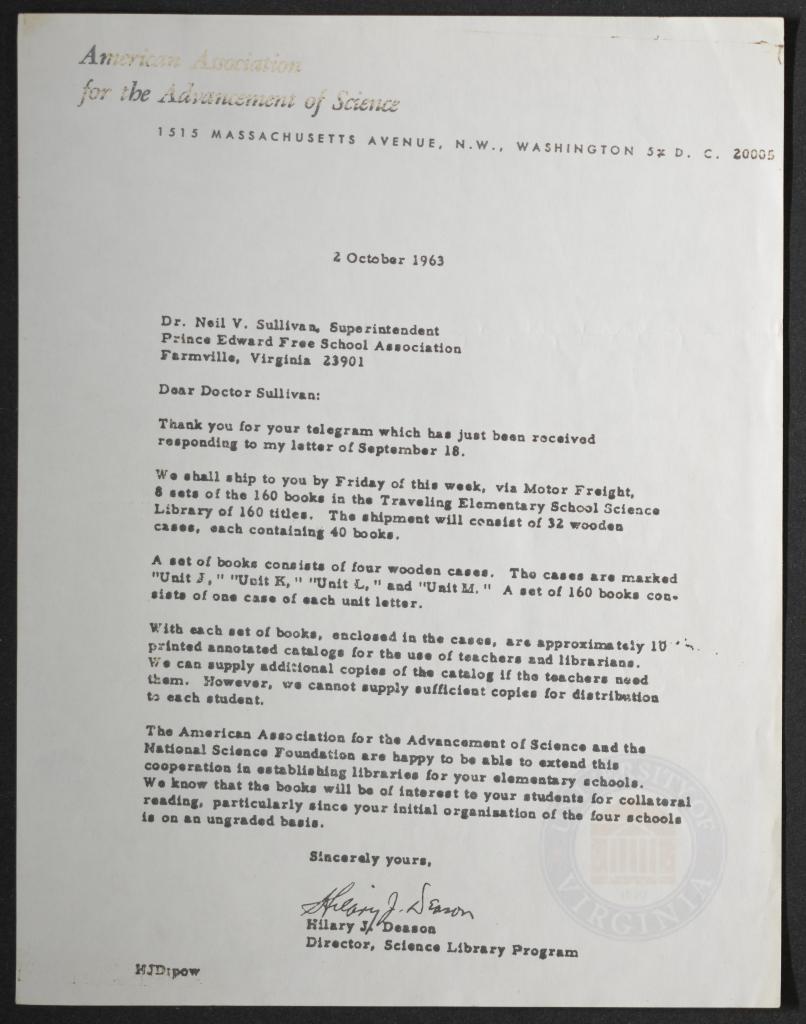 American Association
for the Advancement of Science
1515 MASSACHUSETTS AVENUE, N.W., WASHINGTON 5, D. C. 20005
2 October 1963
Dr. Neil V. Sullivan, Superintendent
Prince Edward Free School Association
Farmville, Virginia 23901
Dear Doctor Sullivan:
Thank you for your telegram which has just been received
responding to my letter of September 18.
We shall ship to you by Friday of this week, via Motor Freight,
8 sets of the 160 books in the Traveling Elementary School Science
Library of 160 titles. The shipment will consist of 32 wooden
cases, each containing 40 books.
A set of books consists of four wooden cases. The cases are marked
"Unit J," "Unit K," "Unit L," and "Unit M." A set of 160 books con-
sists of one case of each unit letter.
With each set of books, enclosed in the cases, are approximately 10
printed annotated catalogs for the use of teachers and librarians.
We can supply additional copies of the catalog if the teachers need
them. However, we cannot supply sufficient copies for distribution
to each student.
The American Association for the Advancement of Science and the
National Science Foundation are happy to be able to extend this
cooperation in establishing libraries for your elementary schools.
We know that the books will be of interest to your students for collateral
reading, particularly since your initial organisation of the four schools
is on an ungraded basis.
Sincerely yours,
Hilary J. Deason
Hilary J. Deason
Director, Science Library Program
HJD:pow
UNIVERSITY OF VIRGINIA